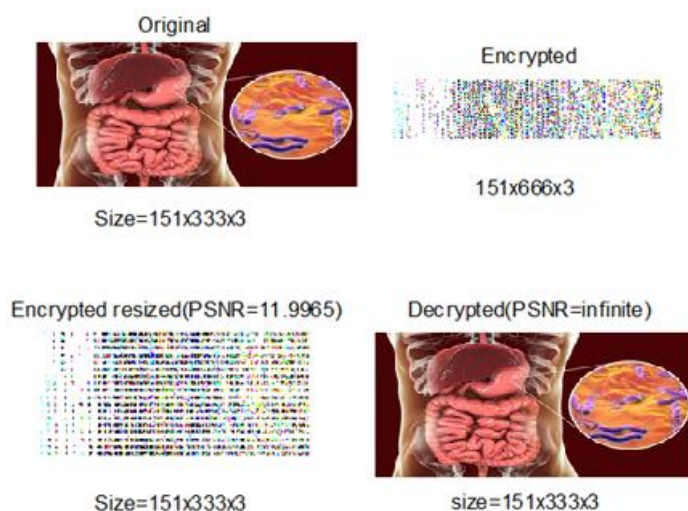 Original
Encrypted
Size=151x333x3
151x666x3
Encrypted resized(PSNR=11.9965)
Decrypted(PSNR=infinite)
Size=151x333x3
size=151x333x3